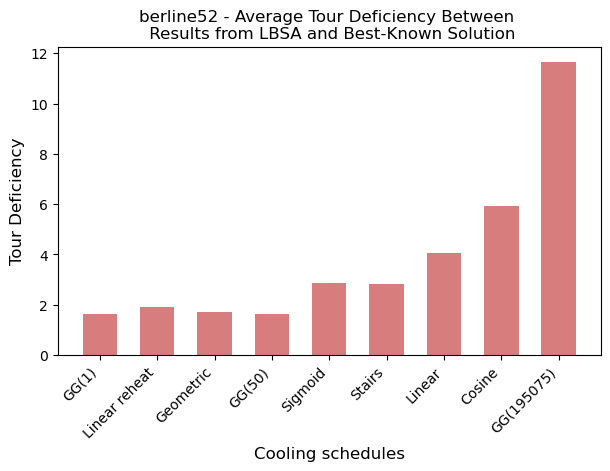 berline52 - Average Tour Deficiency Between
Results from LBSA and Best-Known Solution
Tour Deficiency
12
10
8
6
4
2
0
GG(1)
Linear reheat
Geometric
GG(50)
Sigmoid
Stairs
Linear
Cosine
GG(195075)
Cooling schedules